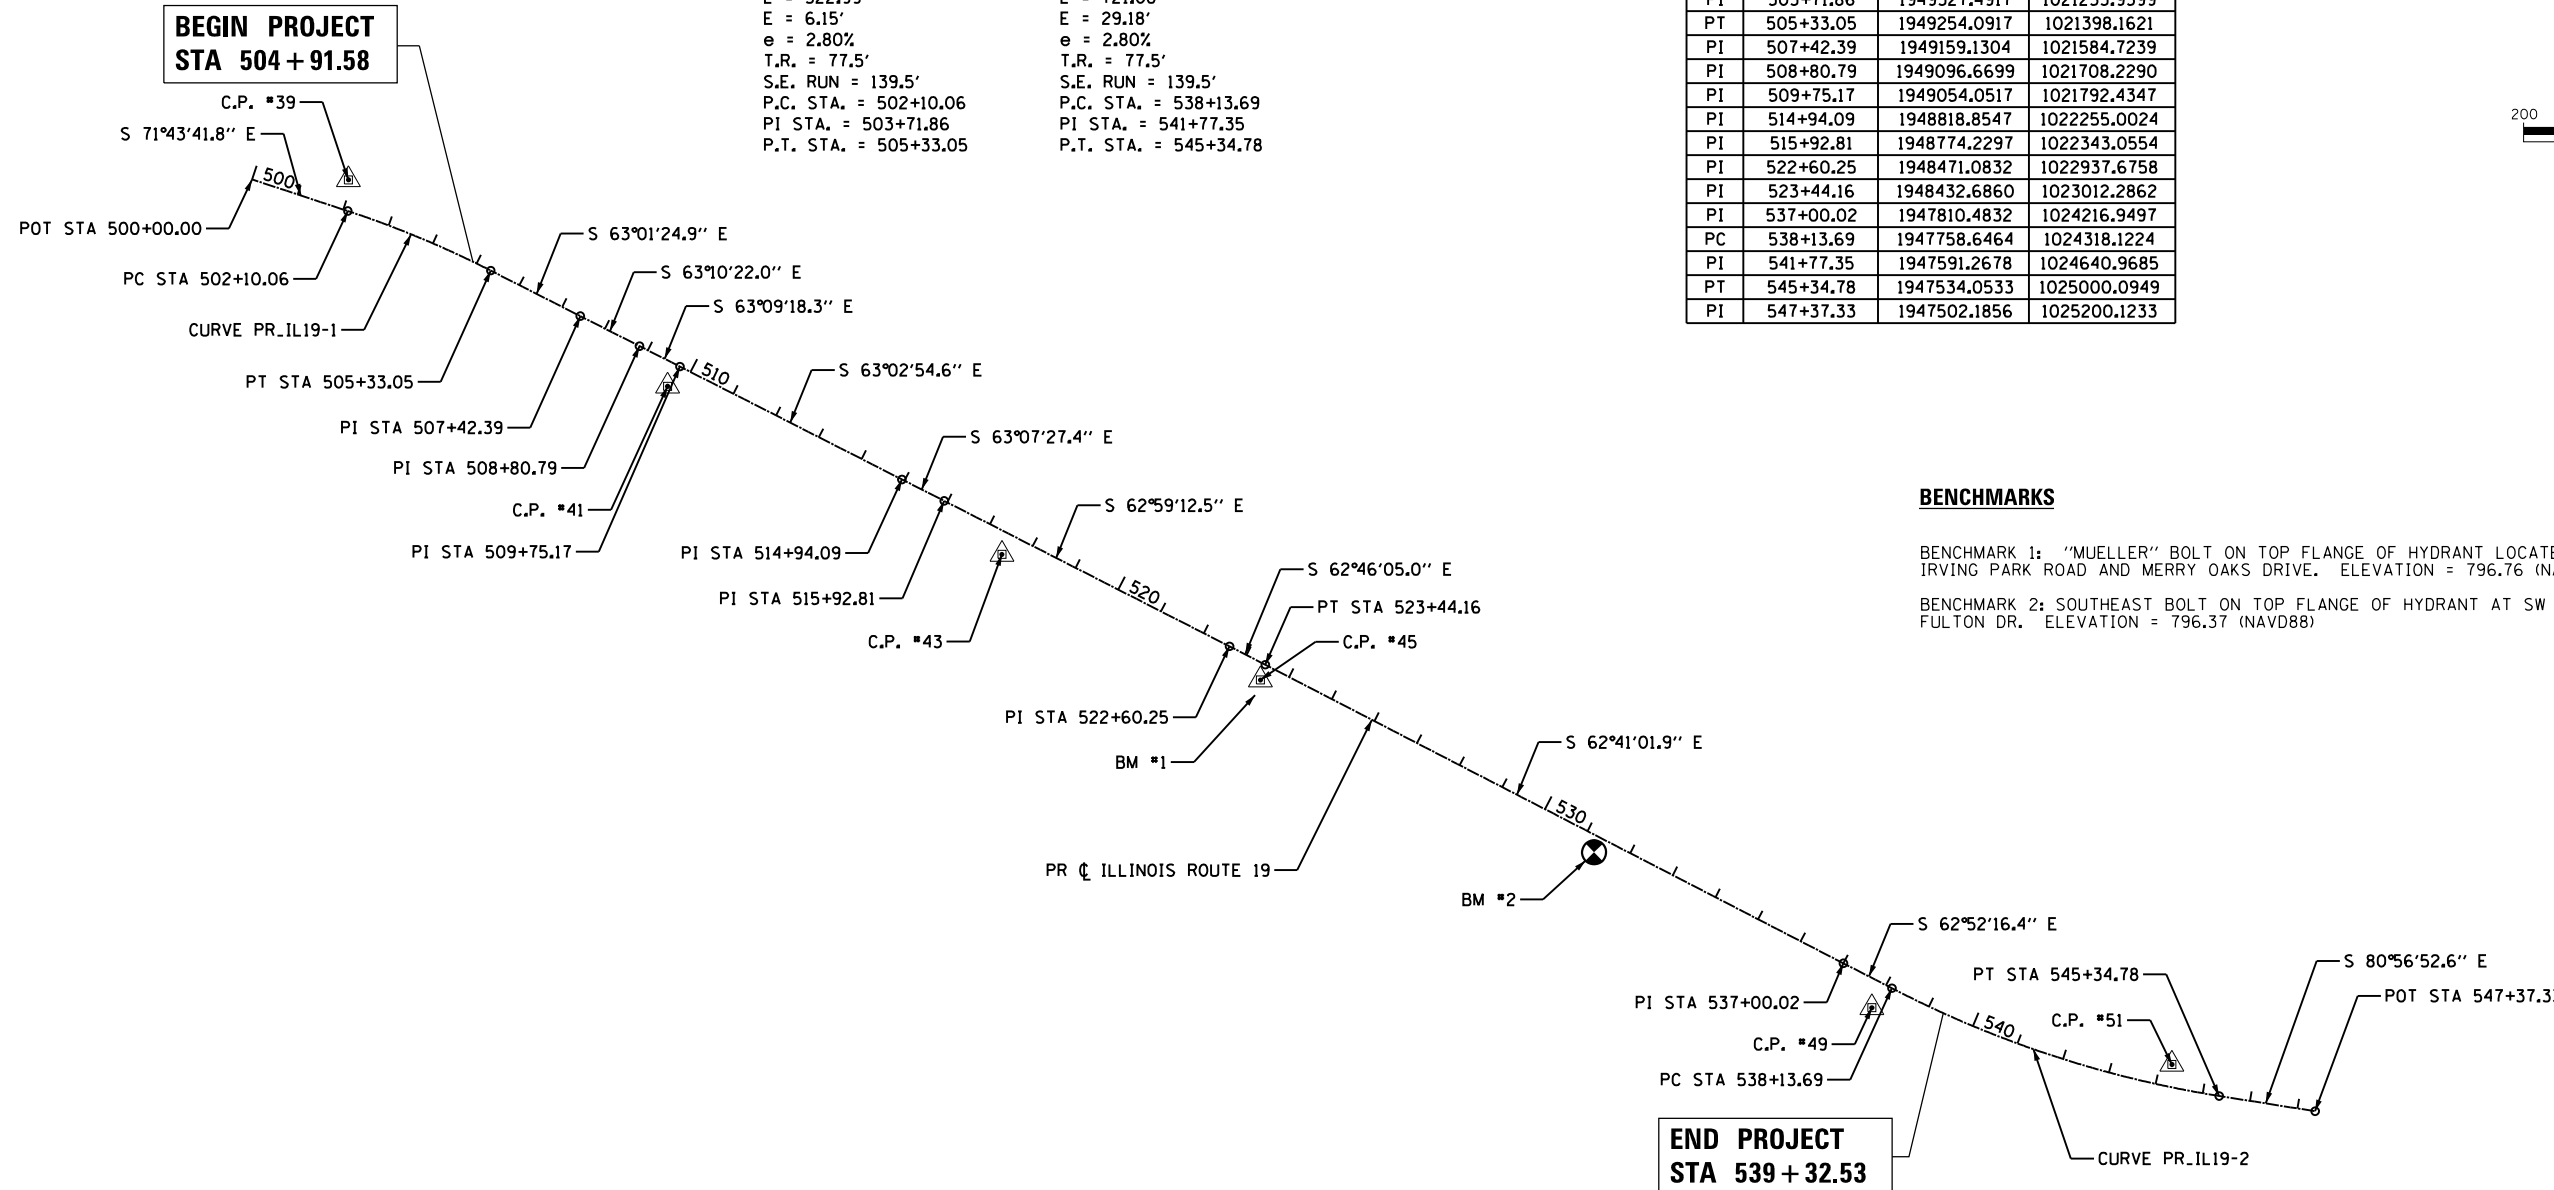 BEGIN PROJECT
STA 504+91.58
C.P. #39
S 71°43'41.8" E
500
POT STA 500+00.00
PC STA 502+10.06
CURVE PR_IL19-1
PT STA 505+33.05
PI STA 507+42.39
PI STA 508+80.79
C.P. #41
PI STA 509+75.17
E = 6.15'
e = 2.80%
T.R. = 77.5'
S.E. RUN = 139.5'
P.C. STA. = 502+10.06
PI STA. = 503+71.86
P.T. STA. = 505+33.05
E = 29.18'
e = 2.80%
T.R. = 77.5'
S.E. RUN = 139.5'
P.C. STA. = 538+13.69
PI STA. = 541+77.35
P.T. STA. = 545+34.78
PT 505+33.05 1949254.0917 1021398.1621
PI 507+42.39 1949159.1304 1021584.7239
PI 508+80.79 1949096.6699 1021708.2290
PI 509+75.17 1949054.0517 1021792.4347
PI 514+94.09 1948818.8547 1022255.0024
PI 515+92.81 1948774.2297 1022343.0554
PI 522+60.25 1948471.0832 1022937.6758
PI 523+44.16 1948432.6860 1023012.2862
PI 537+00.02 1947810.4832 1024216.9497
PC 538+13.69 1947758.6464 1024318.1224
PI 541+77.35 1947591.2678 1024640.9685
PT 545+34.78 1947534.0533 1025000.0949
PI 547+37.33 1947502.1856 1025200.1233
200
S 63°01'24.9" E
S 63°10'22.0" E
S 63°09'18.3" E
510
S 63°02'54.6" E
S 63°07'27.4" E
PI STA 514+94.09
PI STA 515+92.81
C.P. #43
S 62°59'12.5" E
520
S 62°46'05.0" E
PT STA 523+44.16
C.P. #45
PI STA 522+60.25
BM #1
BENCHMARKS
BENCHMARK 1: "MUELLER" BOLT ON TOP FLANGE OF HYDRANT
IRVING PARK ROAD AND MERRY OAKS DRIVE. ELEVATION = 796.76
BENCHMARK 2: SOUTHEAST BOLT ON TOP FLANGE OF HYDRANT AT SW
FULTON DR. ELEVATION = 796.37 (NAVD88)
S 62°41'01.9" E
530
PR ℄ ILLINOIS ROUTE 19
BM #2
S 62°52'16.4" E
PT STA 545+34.78
S 80°56'52.6" E
POT STA 547+37.33
PI STA 537+00.02
C.P. #51
540
C.P. #49
PC STA 538+13.69
END PROJECT
STA 539+32.53
CURVE PR_IL19-2